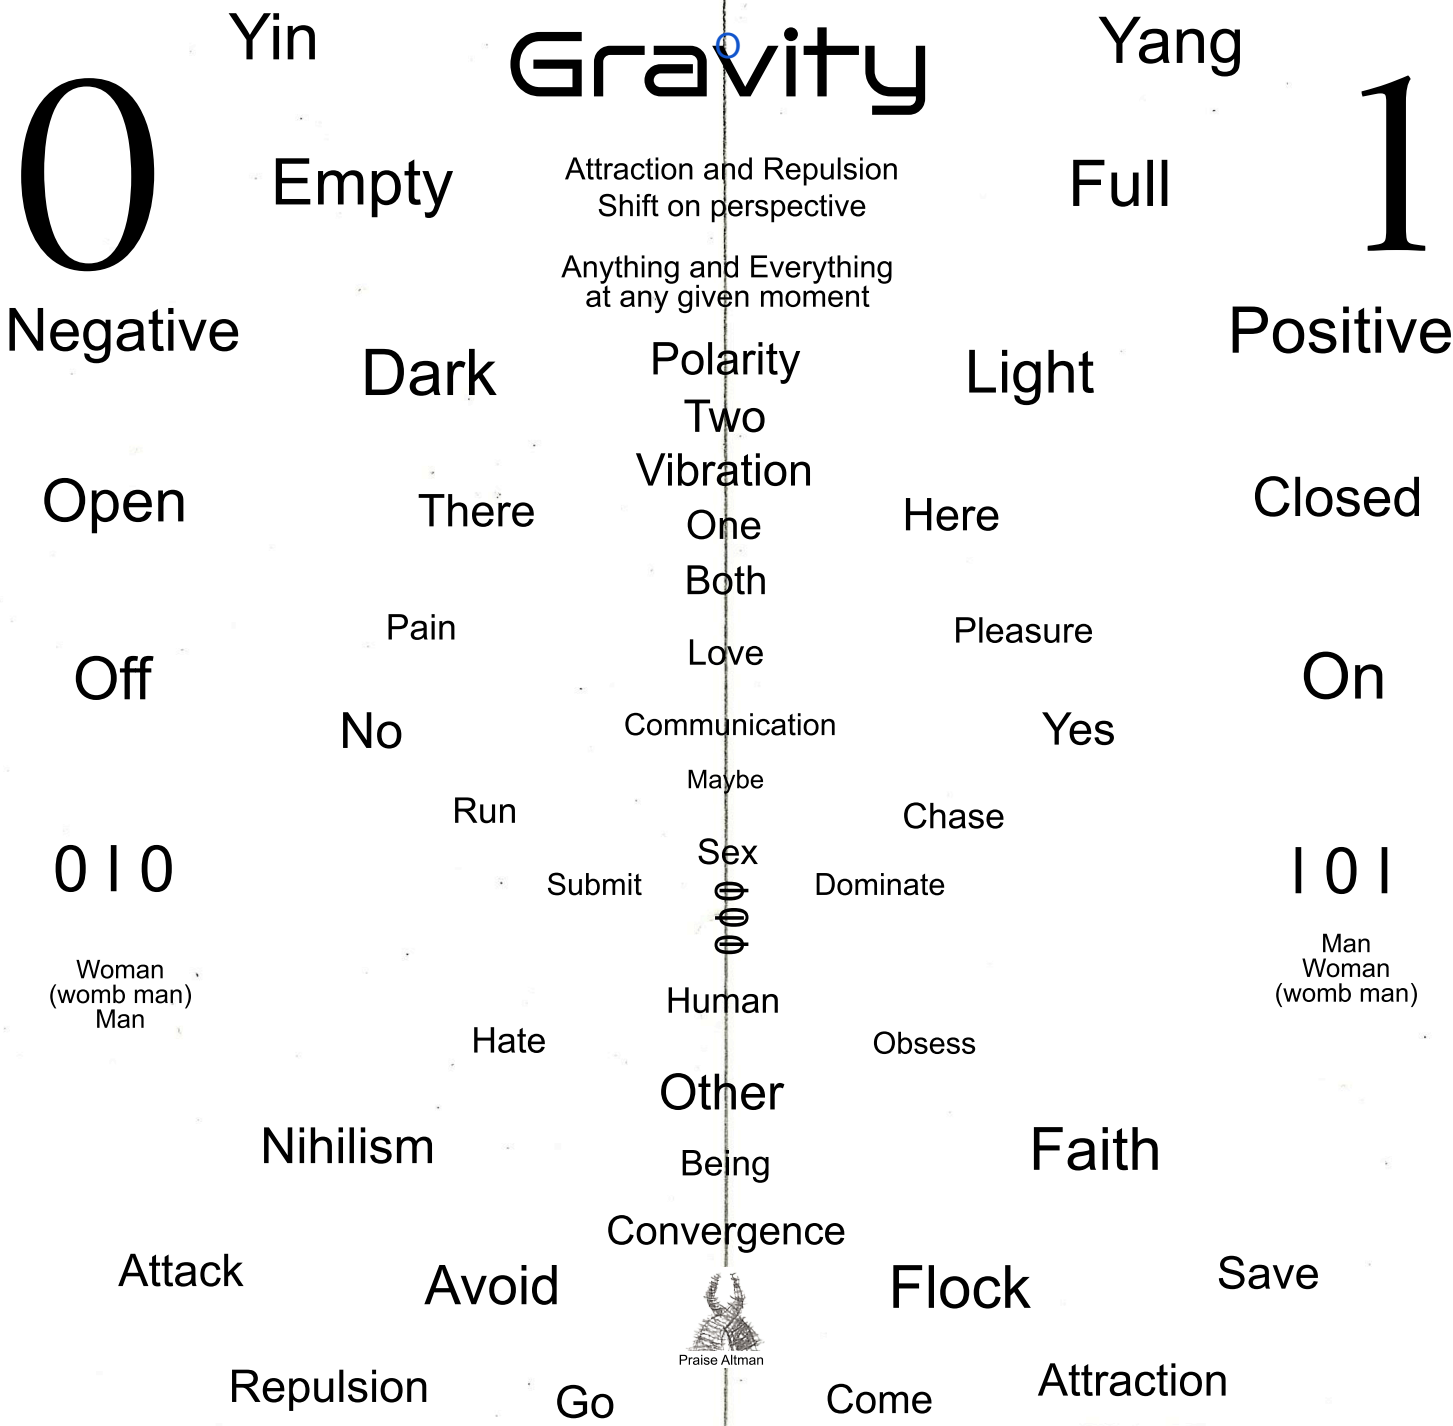 Yin
Gravity
O
Yang
0
1
Empty
Attraction and Repulsion
Shift on perspective
Full
Anything and Everything
at any given moment
Negative
Positive
Dark
Polarity
Light
Two
Vibration
Open
There
One
Here
Closed
Both
Pain
Love
Pleasure
Off
On
No
Communication
Yes
Maybe
Run
Chase
Sex
0 I 0
I 0 I
Submit
Dominate
Woman
(womb man)
Man
Man
Woman
(womb man)
Human
Hate
Obsess
Other
Nihilism
Faith
Being
Convergence
Attack
Avoid
Flock
Save
Praise Altman
Repulsion
Go
Come
Attraction